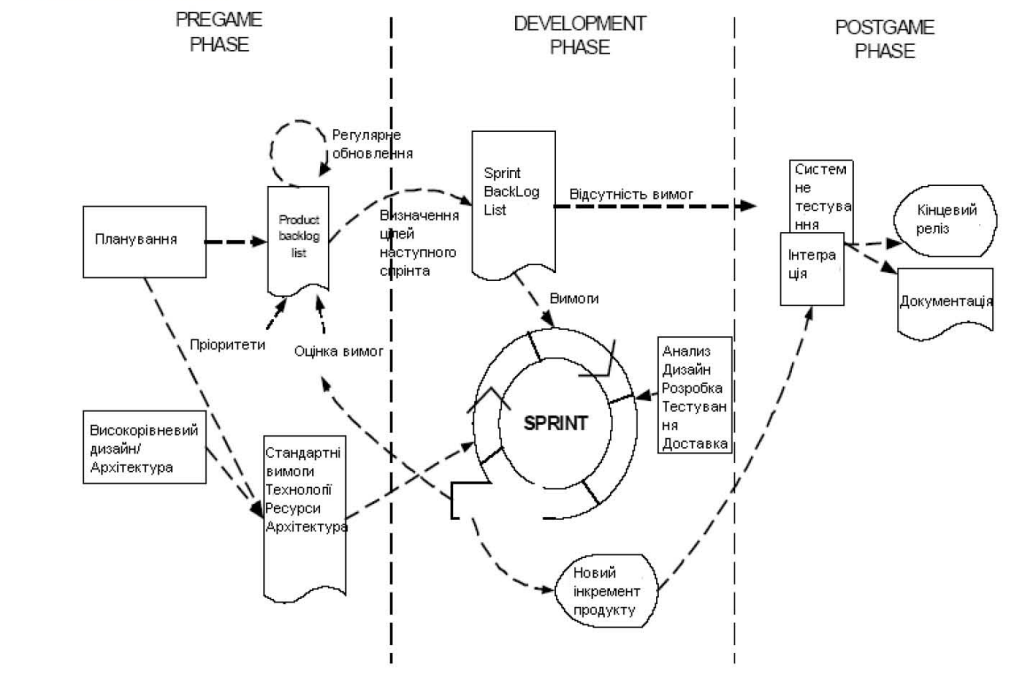 PREGAME
PHASE
DEVELOPMENT
PHASE
POSTGAME
PHASE
Регулярне
обновлення
Product
backlog
list
Планування
Визначення
цілей
наступного
спрінта
Sprint
BackLog
List
Відсутність вимог
Систем
не
тестува
ння
Інтегра
ція
Кінцевий
реліз
Документація
Вимоги
Пріоритети
Оцінка вимог
Анализ
Дизайн
Розробка
Тестуван
ня
Доставка
SPRINT
Високорівневий
дизайн/
Архітектура
Стандартні
вимоги
Технології
Ресурси
Архітектура
Новий
інкремент
продукту